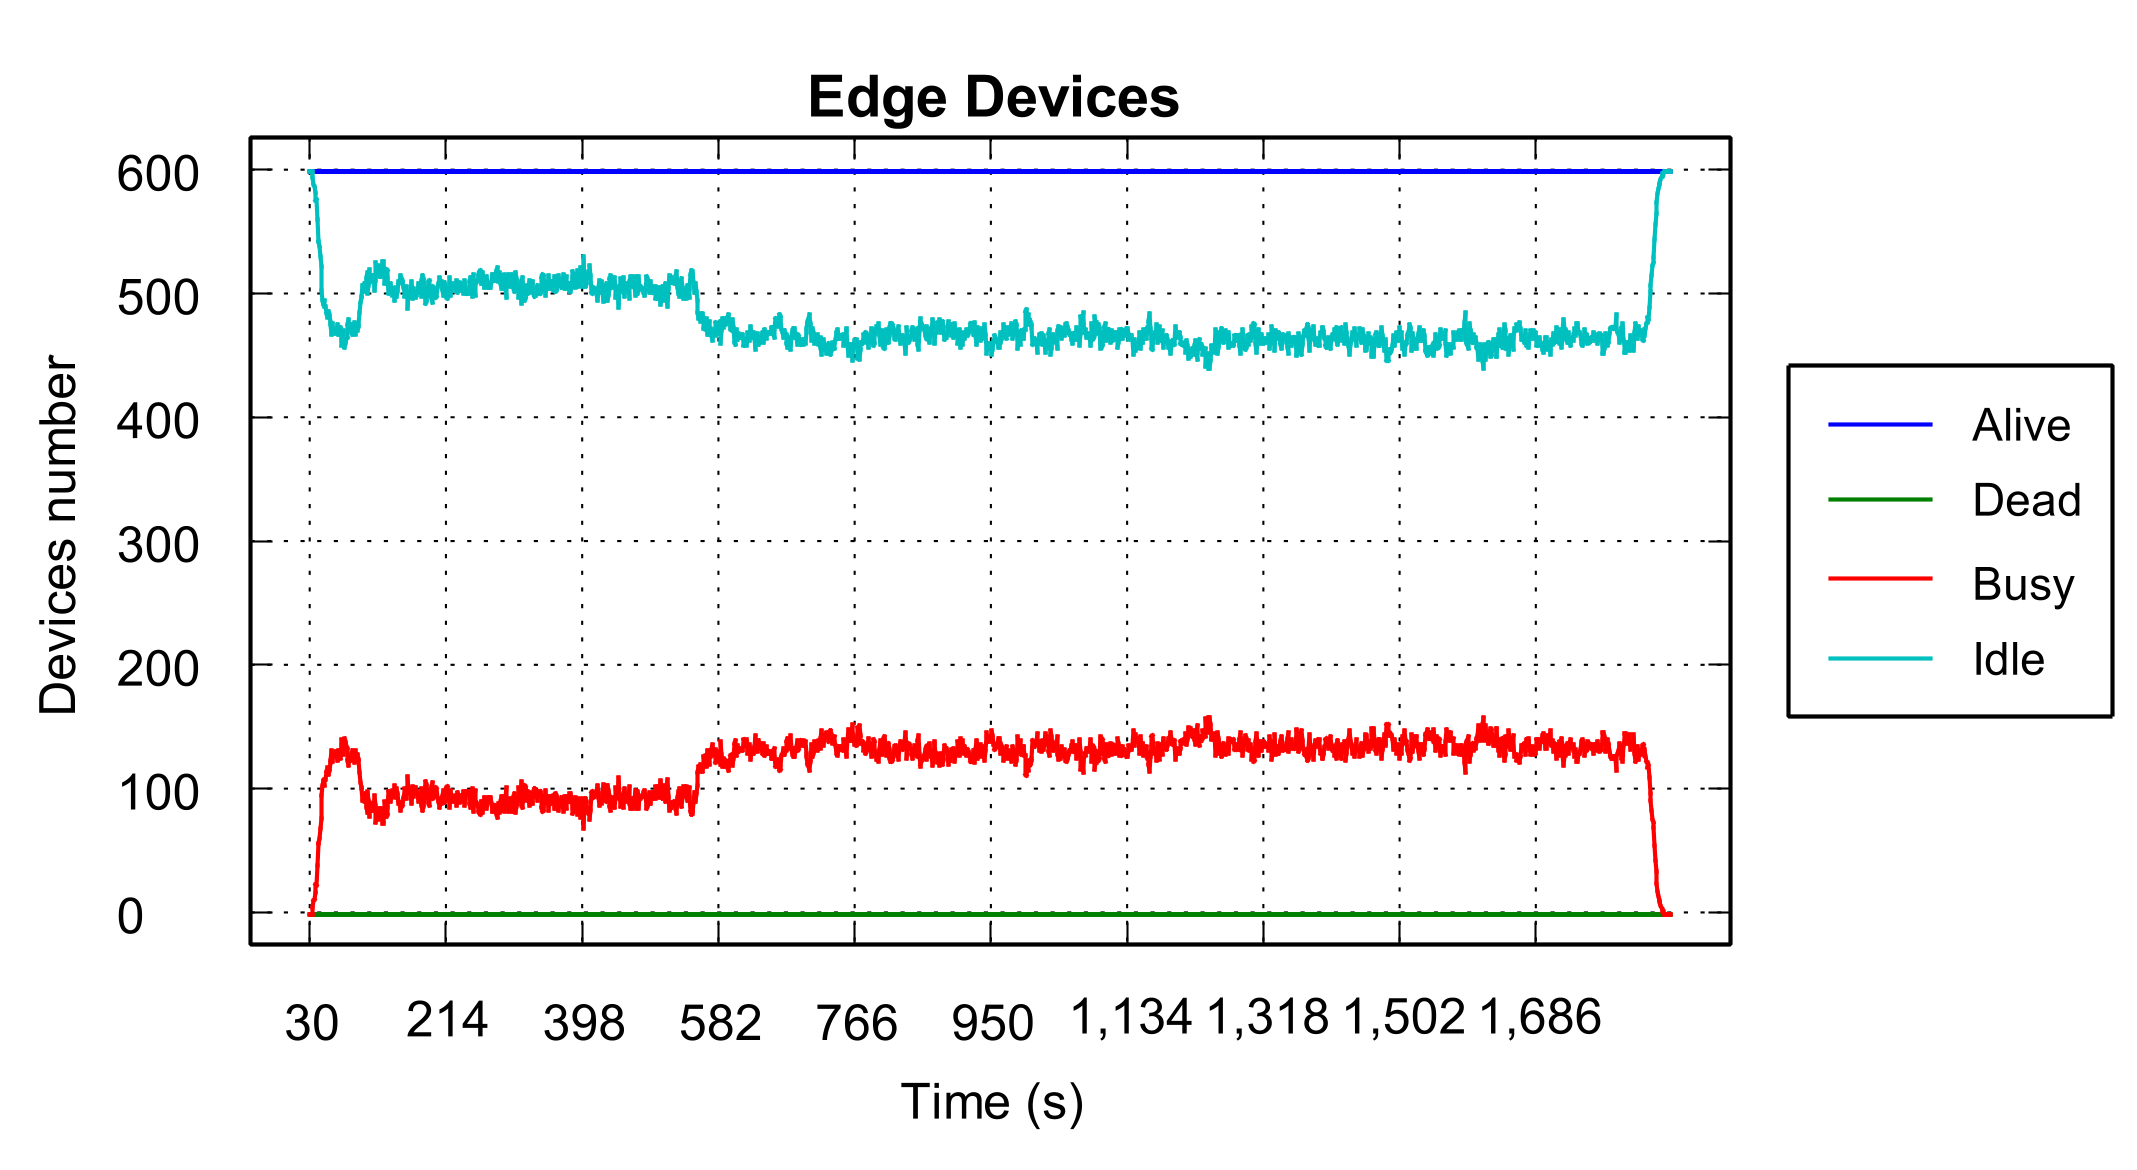 Edge Devices
600
500
400
300
200
100
0
Devices number
30 214 398 582 766 950 1,134 1,318 1,502 1,686
Time (s)
Alive
Dead
Busy
Idle